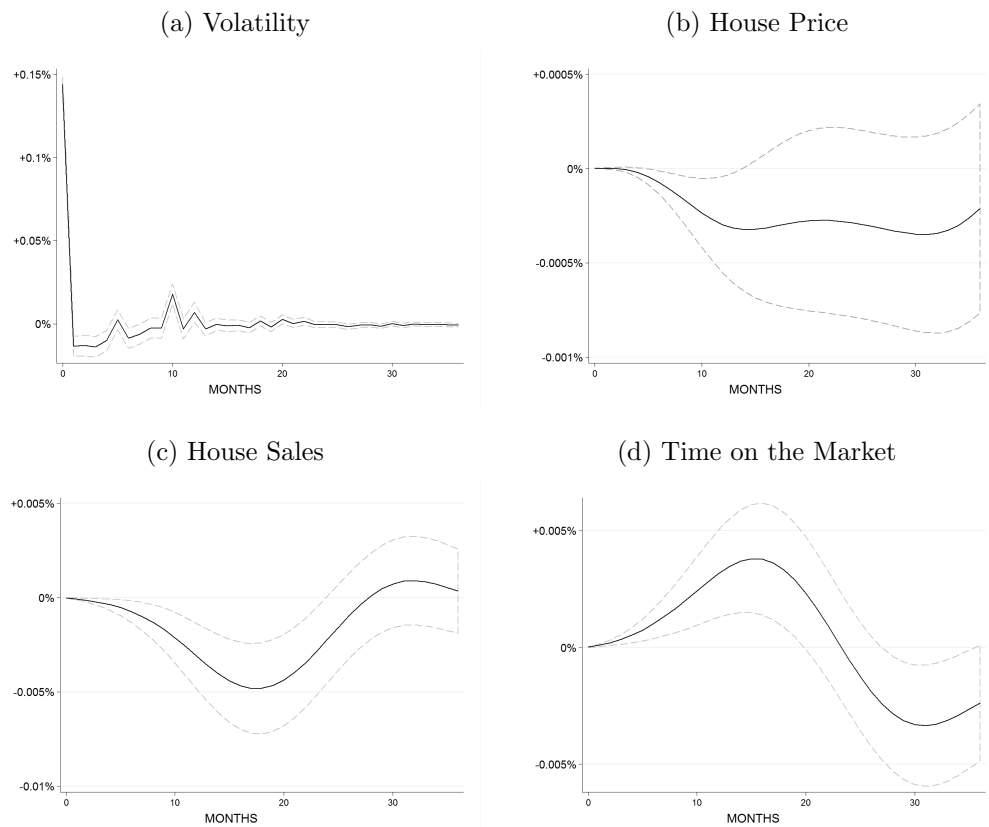 (a) Volatility
+0.15%
+0.1%
+0.05%
0%
0 10 20 30
MONTHS
(b) House Price
+0.0005%
0%
-0.0005%
-0.001%
0 10 20 30
MONTHS
(c) House Sales
+0.005%
0%
-0.005%
-0.01%
0 10 20 30
MONTHS
(d) Time on the Market
+0.005%
0%
-0.005%
0 10 20 30
MONTHS